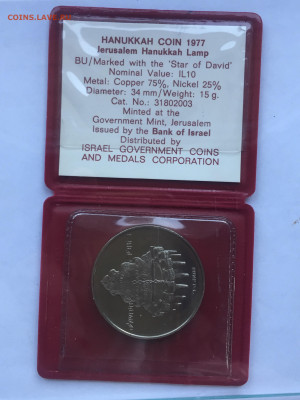 COINS.LAV.RU
HANUKKAH COIN 1977
Jerusalem Hanukkah Lamp
BU/Marked with the 'Star of David'
Nominal Value: IL10
Metal: Copper 75%, Nickel 25%
Diameter: 34 mm/Weight: 15 g.
Cat. No.: 31802003
Minted at the
Government Mint, Jerusalem
Issued by the Bank of Israel
Distributed by
ISRAEL GOVERNMENT COINS
AND MEDALS CORPORATION